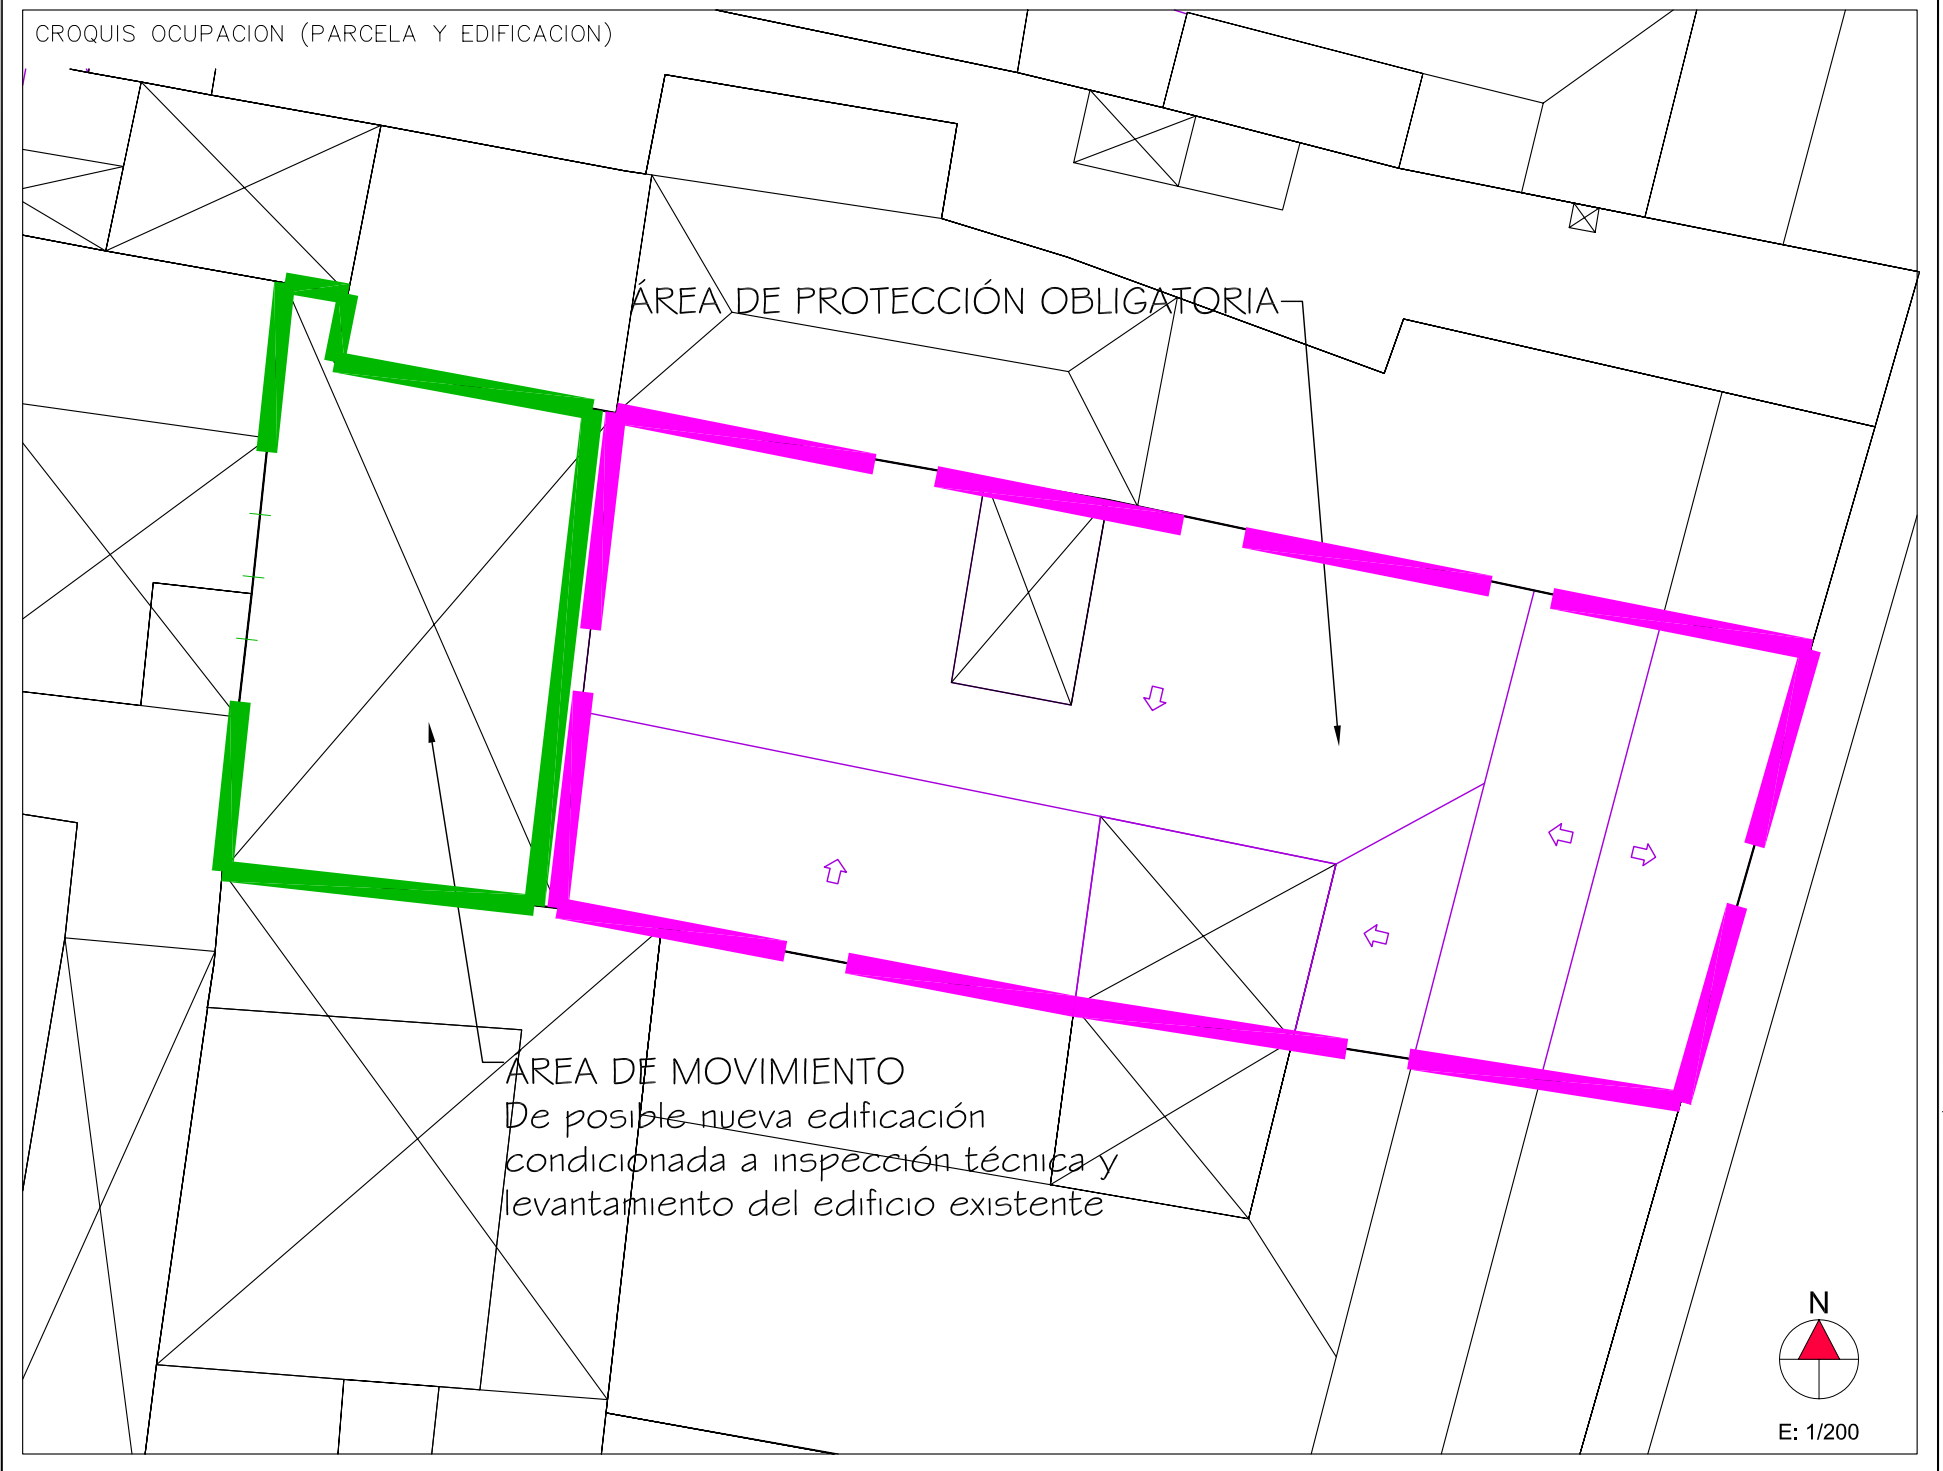 CROQUIS OCUPACION (PARCELA Y EDIFICACION)
ÁREA DE PROTECCIÓN OBLIGATORIA
ÁREA DE MOVIMIENTO
De posible nueva edificación
condicionada a inspección técnica y
levantamiento del edificio existente
N
E: 1/200